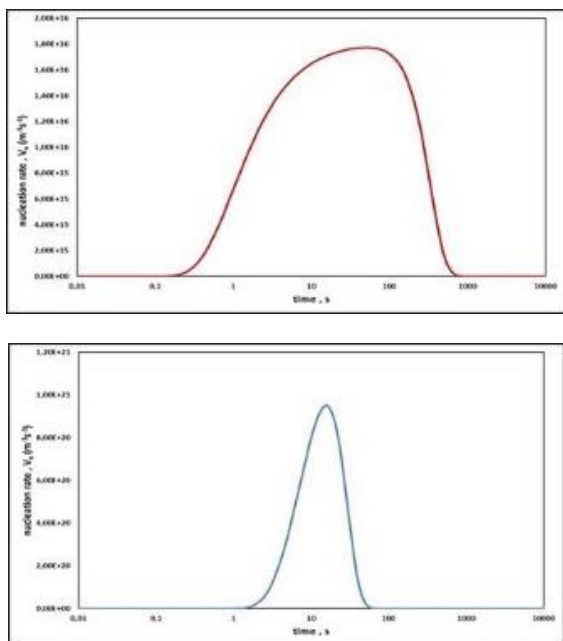 2,00E+16
1,80E+16
1,60E+16
1,40E+16
1,20E+16
1,00E+16
8,00E+15
6,00E+15
4,00E+15
2,00E+15
0,00E+00
nucleation rate , V
0,01
0,1
1
10
100
1000
10000
time , s
1,20E+21
1,00E+21
8,00E+20
6,00E+20
4,00E+20
2,00E+20
0,00E+00
nucleation rate , V
0,01
0,1
1
10
100
1000
10000
time , s